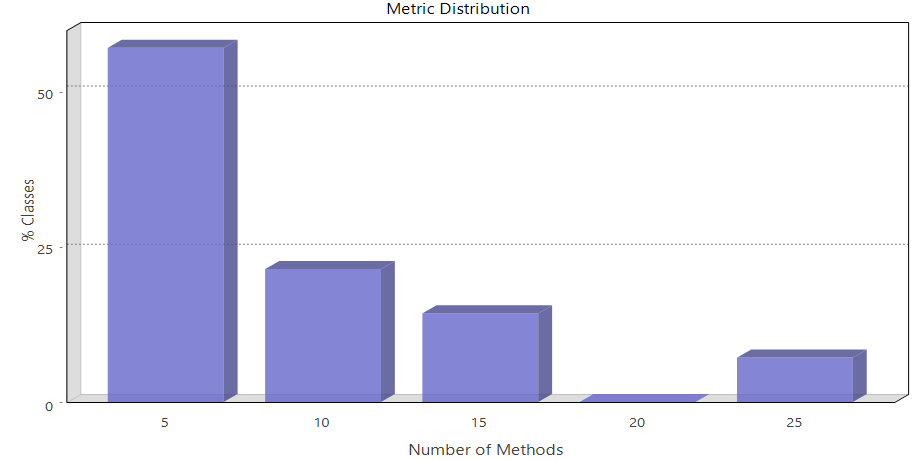 Metric Distribution
50
25
0
% Classes
5 10 15 20 25
Number of Methods